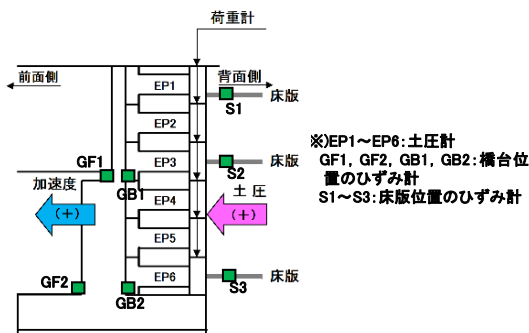 荷重計
前面側
背面側
EP1
S1
床版
EP2
GF1
EP3
S2
床版
加速度
GB1
土圧
(+)
EP4
(+)
EP5
GF2
EP6
GB2
S3
床版
※)EP1～EP6:土圧計
GF1, GF2, GB1, GB2:橋台位
置のひずみ計
S1～S3:床版位置のひずみ計